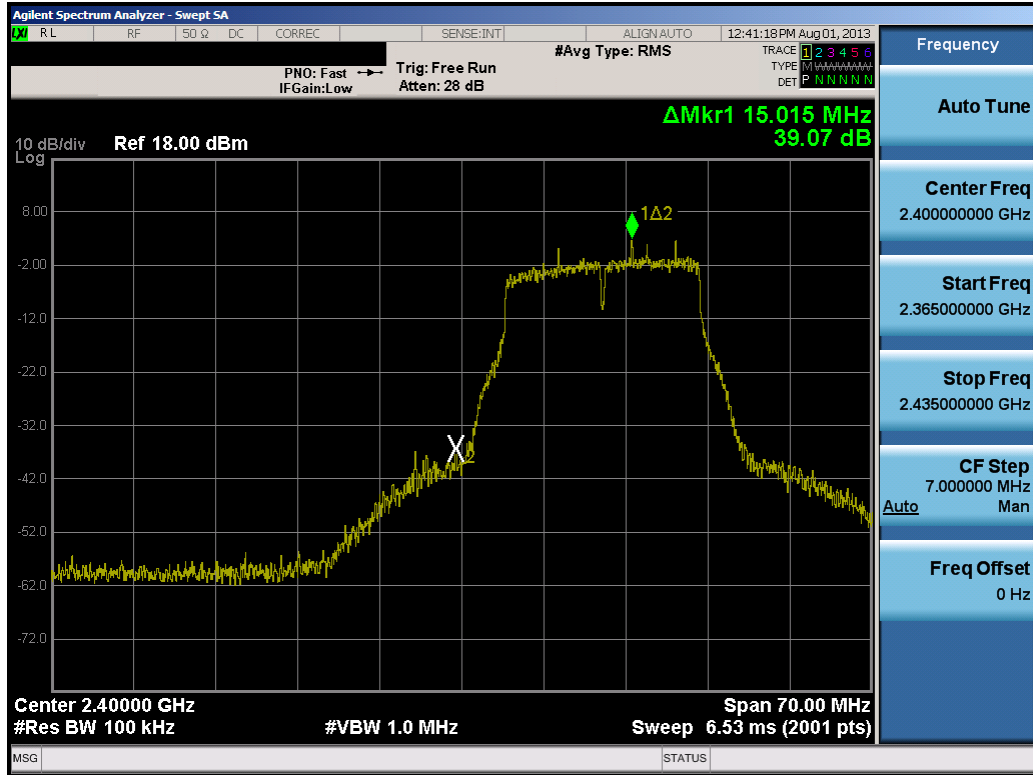 Agilent Spectrum Analyzer - Swept SA
LXI RL RF 50 Ω DC CORREC SENSE:INT ALIGN AUTO 12:41:18 PM Aug 01, 2013
#Avg Type: RMS
TRACE 1 2 3 4 5 6
TYPE M WWWWW
DET P N N N N N
PNO: Fast
IFGain:Low
Trig: Free Run
Atten: 28 dB
ΔMkr1 15.015 MHz
39.07 dB
10 dB/div
Log
Ref 18.00 dBm
8.00
-2.00
-12.0
-22.0
-32.0
-42.0
-52.0
-62.0
-72.0
1Δ2
2
Center 2.40000 GHz
Span 70.00 MHz
#Res BW 100 kHz
#VBW 1.0 MHz
Sweep 6.53 ms (2001 pts)
MSG
STATUS
Frequency
Auto Tune
Center Freq
2.400000000 GHz
Start Freq
2.365000000 GHz
Stop Freq
2.435000000 GHz
CF Step
7.000000 MHz
Auto Man
Freq Offset
0 Hz